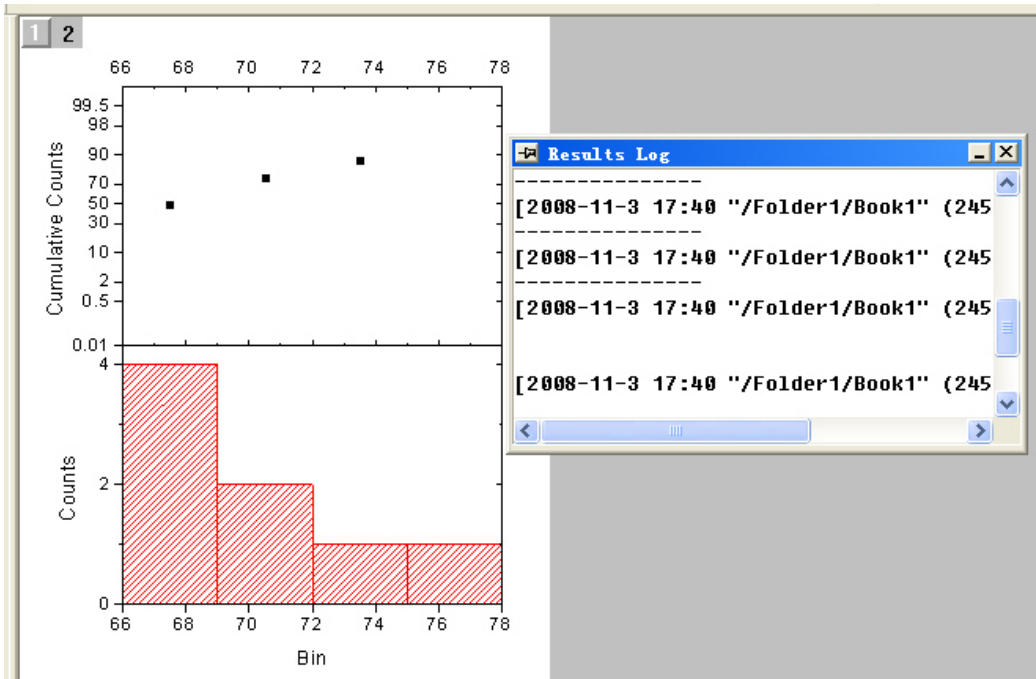 1 2
66 68 70 72 74 76 78
99.5
98
90
70
50
30
10
2
0.5
0.01
Cumulative Counts
4
2
0
Counts
66 68 70 72 74 76 78
Bin
Results Log
---------------
[2008-11-3 17:40 "/Folder1/Book1" (245
---------------
[2008-11-3 17:40 "/Folder1/Book1" (245
---------------
[2008-11-3 17:40 "/Folder1/Book1" (245
[2008-11-3 17:40 "/Folder1/Book1" (245